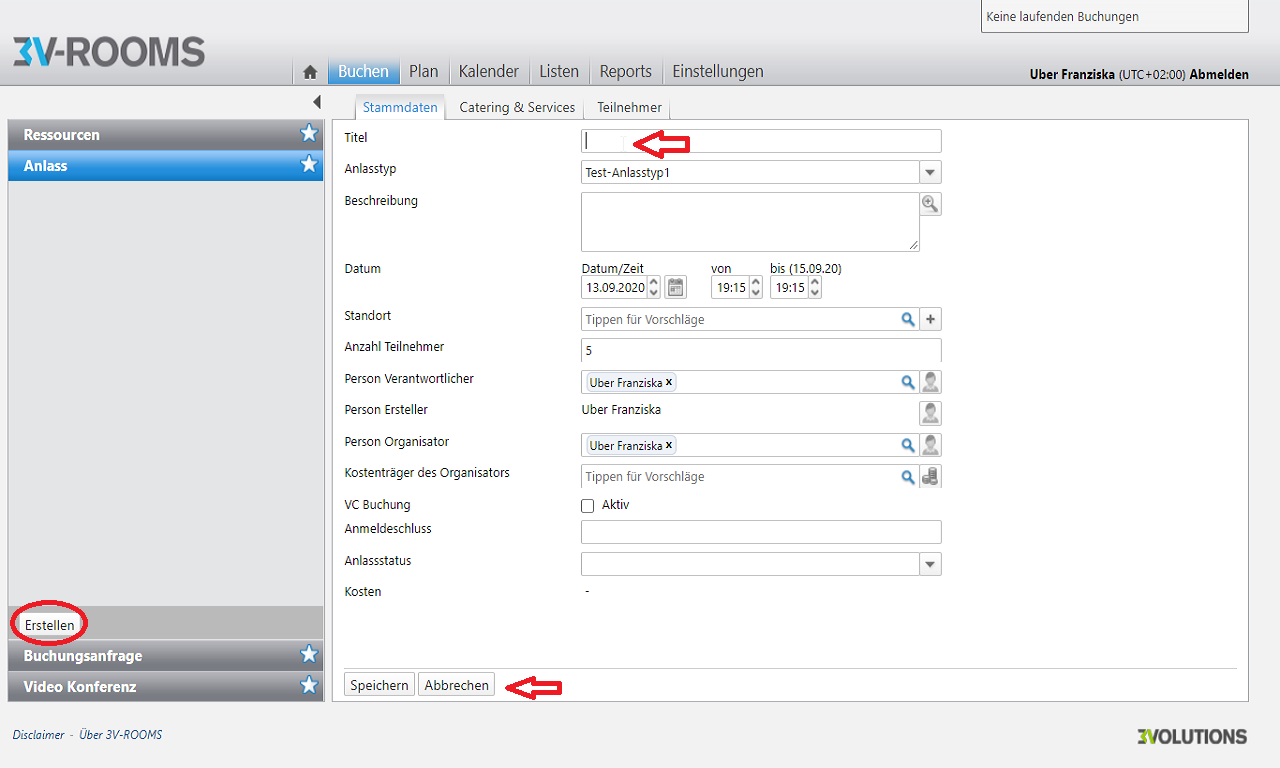 Keine laufenden Buchungen
3V-ROOMS
Buchen Plan Kalender Listen Reports Einstellungen
Uber Franziska (UTC+02:00) Abmelden
Stammdaten Catering & Services Teilnehmer
Ressourcen
Anlass
Titel
Anlasstyp Test-Anlasstyp1
Beschreibung
Datum Datum/Zeit von bis (15.09.20)
13.09.2020 19:15 19:15
Standort Tippen für Vorschläge
Anzahl Teilnehmer 5
Person Verantwortlicher Uber Franziska x
Person Ersteller Uber Franziska
Person Organisator Uber Franziska x
Kostenträger des Organisators Tippen für Vorschläge
VC Buchung Aktiv
Anmeldeschluss
Anlassstatus
Kosten -
Erstellen
Buchungsanfrage
Video Konferenz
Speichern Abbrechen
Disclaimer - Über 3V-ROOMS
3VOLUTIONS